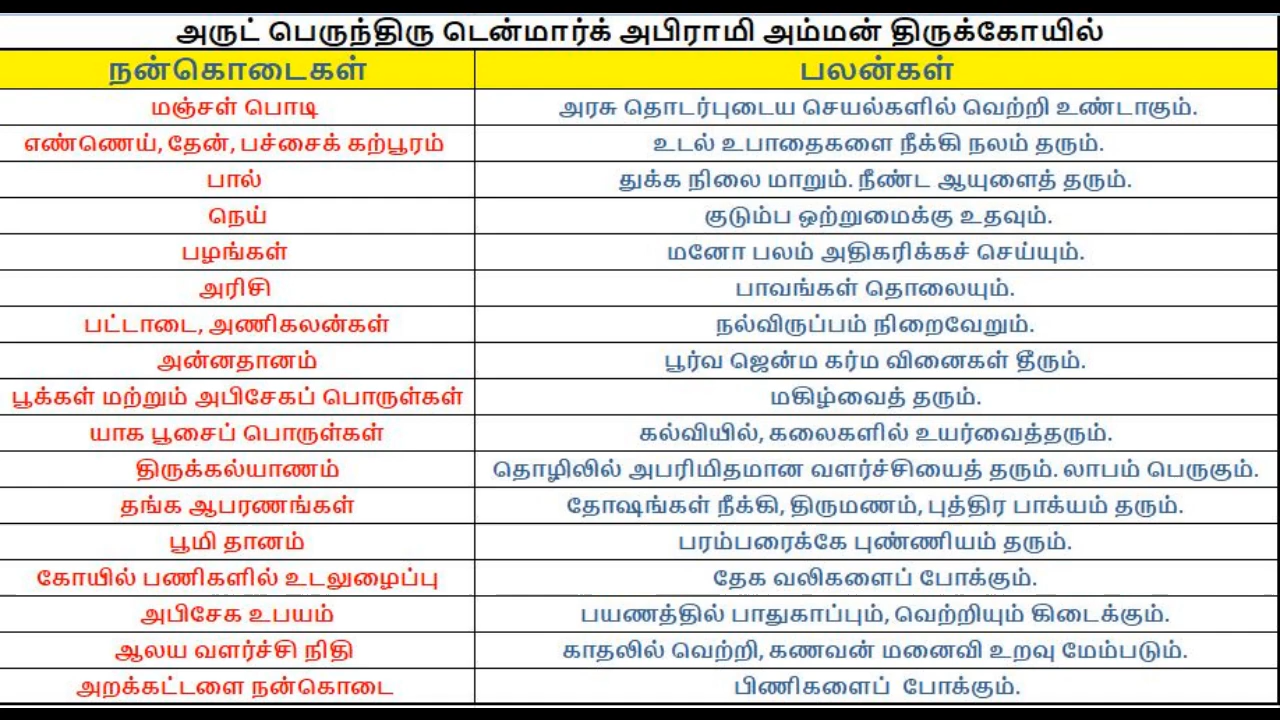 அருட் பெருந்திரு டென்மார்க் அபிராமி அம்மன் திருக்கோயில்
நன்கொடைகள் பலன்கள்
மஞ்சள் பொடி அரசு தொடர்புடைய செயல்களில் வெற்றி உண்டாகும்.
எண்ணெய், தேன், பச்சைக் கற்பூரம் உடல் உபாதைகளை நீக்கி நலம் தரும்.
பால் துக்க நிலை மாறும். நீண்ட ஆயுளைத் தரும்.
நெய் குடும்ப ஒற்றுமைக்கு உதவும்.
பழங்கள் மனோ பலம் அதிகரிக்கச் செய்யும்.
அரிசி பாவங்கள் தொலையும்.
பட்டாடை, அணிகலன்கள் நல்விருப்பம் நிறைவேறும்.
அன்னதானம் பூர்வ ஜென்ம கர்ம வினைகள் தீரும்.
பூக்கள் மற்றும் அபிசேகப் பொருள்கள் மகிழ்வைத் தரும்.
யாக பூசைப் பொருள்கள் கல்வியில், கலைகளில் உயர்வைத்தரும்.
திருக்கல்யாணம் தொழிலில் அபரிமிதமான வளர்ச்சியைத் தரும். லாபம் பெருகும்.
தங்க ஆபரணங்கள் தோஷங்கள் நீக்கி, திருமணம், புத்திர பாக்யம் தரும்.
பூமி தானம் பரம்பரைக்கே புண்ணியம் தரும்.
கோயில் பணிகளில் உடலுழைப்பு தேக வலிகளைப் போக்கும்.
அபிசேக உபயம் பயணத்தில் பாதுகாப்பும், வெற்றியும் கிடைக்கும்.
ஆலய வளர்ச்சி நிதி காதலில் வெற்றி, கணவன் மனைவி உறவு மேம்படும்.
அறக்கட்டளை நன்கொடை பிணிகளைப் போக்கும்.